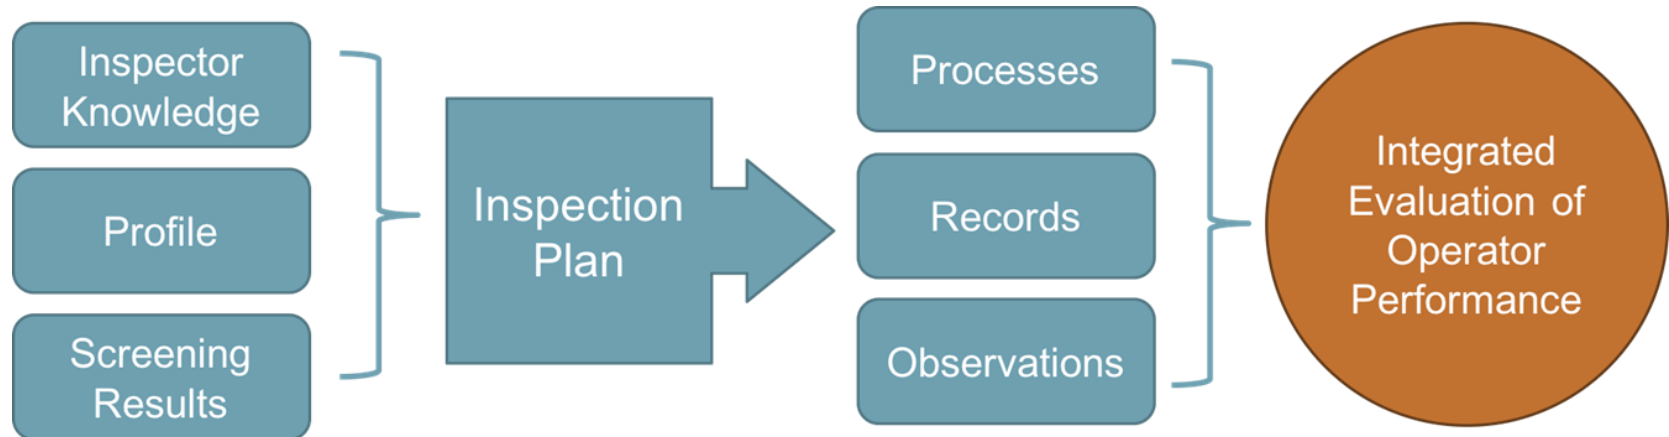 Inspector
Knowledge
Profile
Screening
Results
Inspection
Plan
Processes
Records
Observations
Integrated
Evaluation of
Operator
Performance